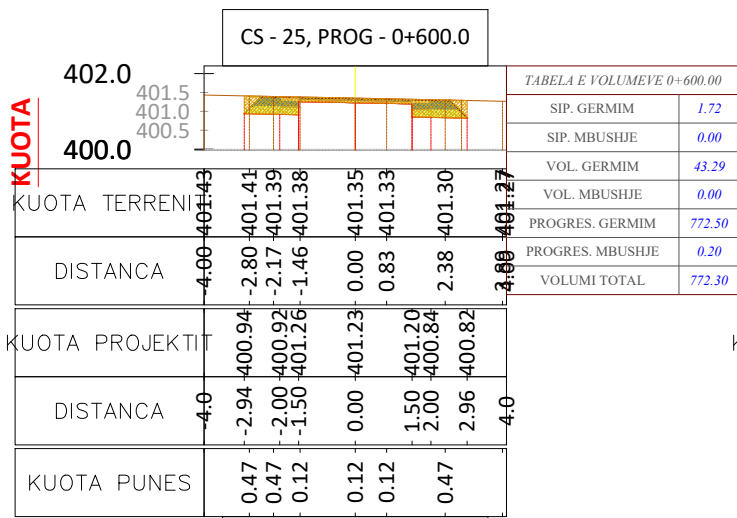 CS - 25, PROG - 0+600.0
KUOTA
402.0
401.5
401.0
400.5
400.0
TABELA E VOLUMEVE 0+600.00
SIP. GERMIM 1.72
SIP. MBUSHJE 0.00
VOL. GERMIM 43.29
VOL. MBUSHJE 0.00
PROGRES. GERMIM 772.50
PROGRES. MBUSHJE 0.20
VOLUMI TOTAL 772.30
KUOTA TERRENIT 401.43 401.41 401.39 401.38 401.35 401.33 401.30 401.27
DISTANCA -4.00 -2.80 -2.17 -1.46 0.00 0.83 2.38 4.00
KUOTA PROJEKTIT 400.94 400.92 401.26 401.23 401.20 400.84 400.82
DISTANCA -4.0 -2.94 -2.00 -1.50 0.00 1.50 2.00 2.96 4.0
KUOTA PUNES 0.47 0.47 0.12 0.12 0.12 0.47